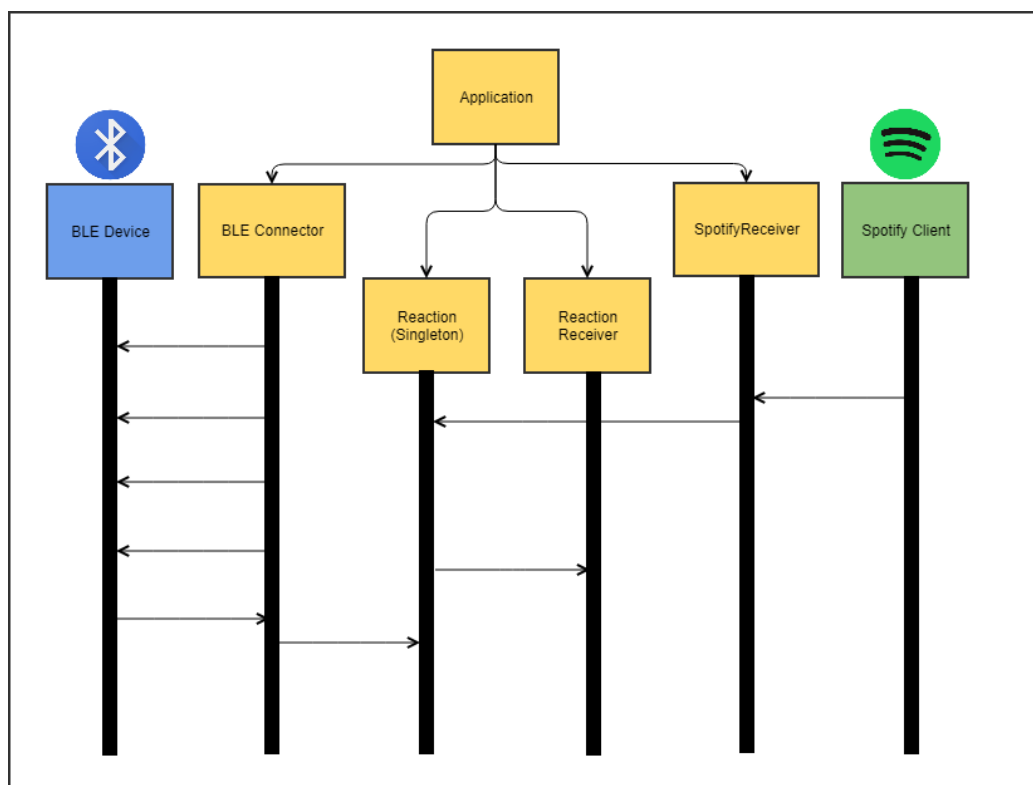 Application
BLE Device
BLE Connector
SpotifyReceiver
Spotify Client
Reaction
(Singleton)
Reaction
Receiver